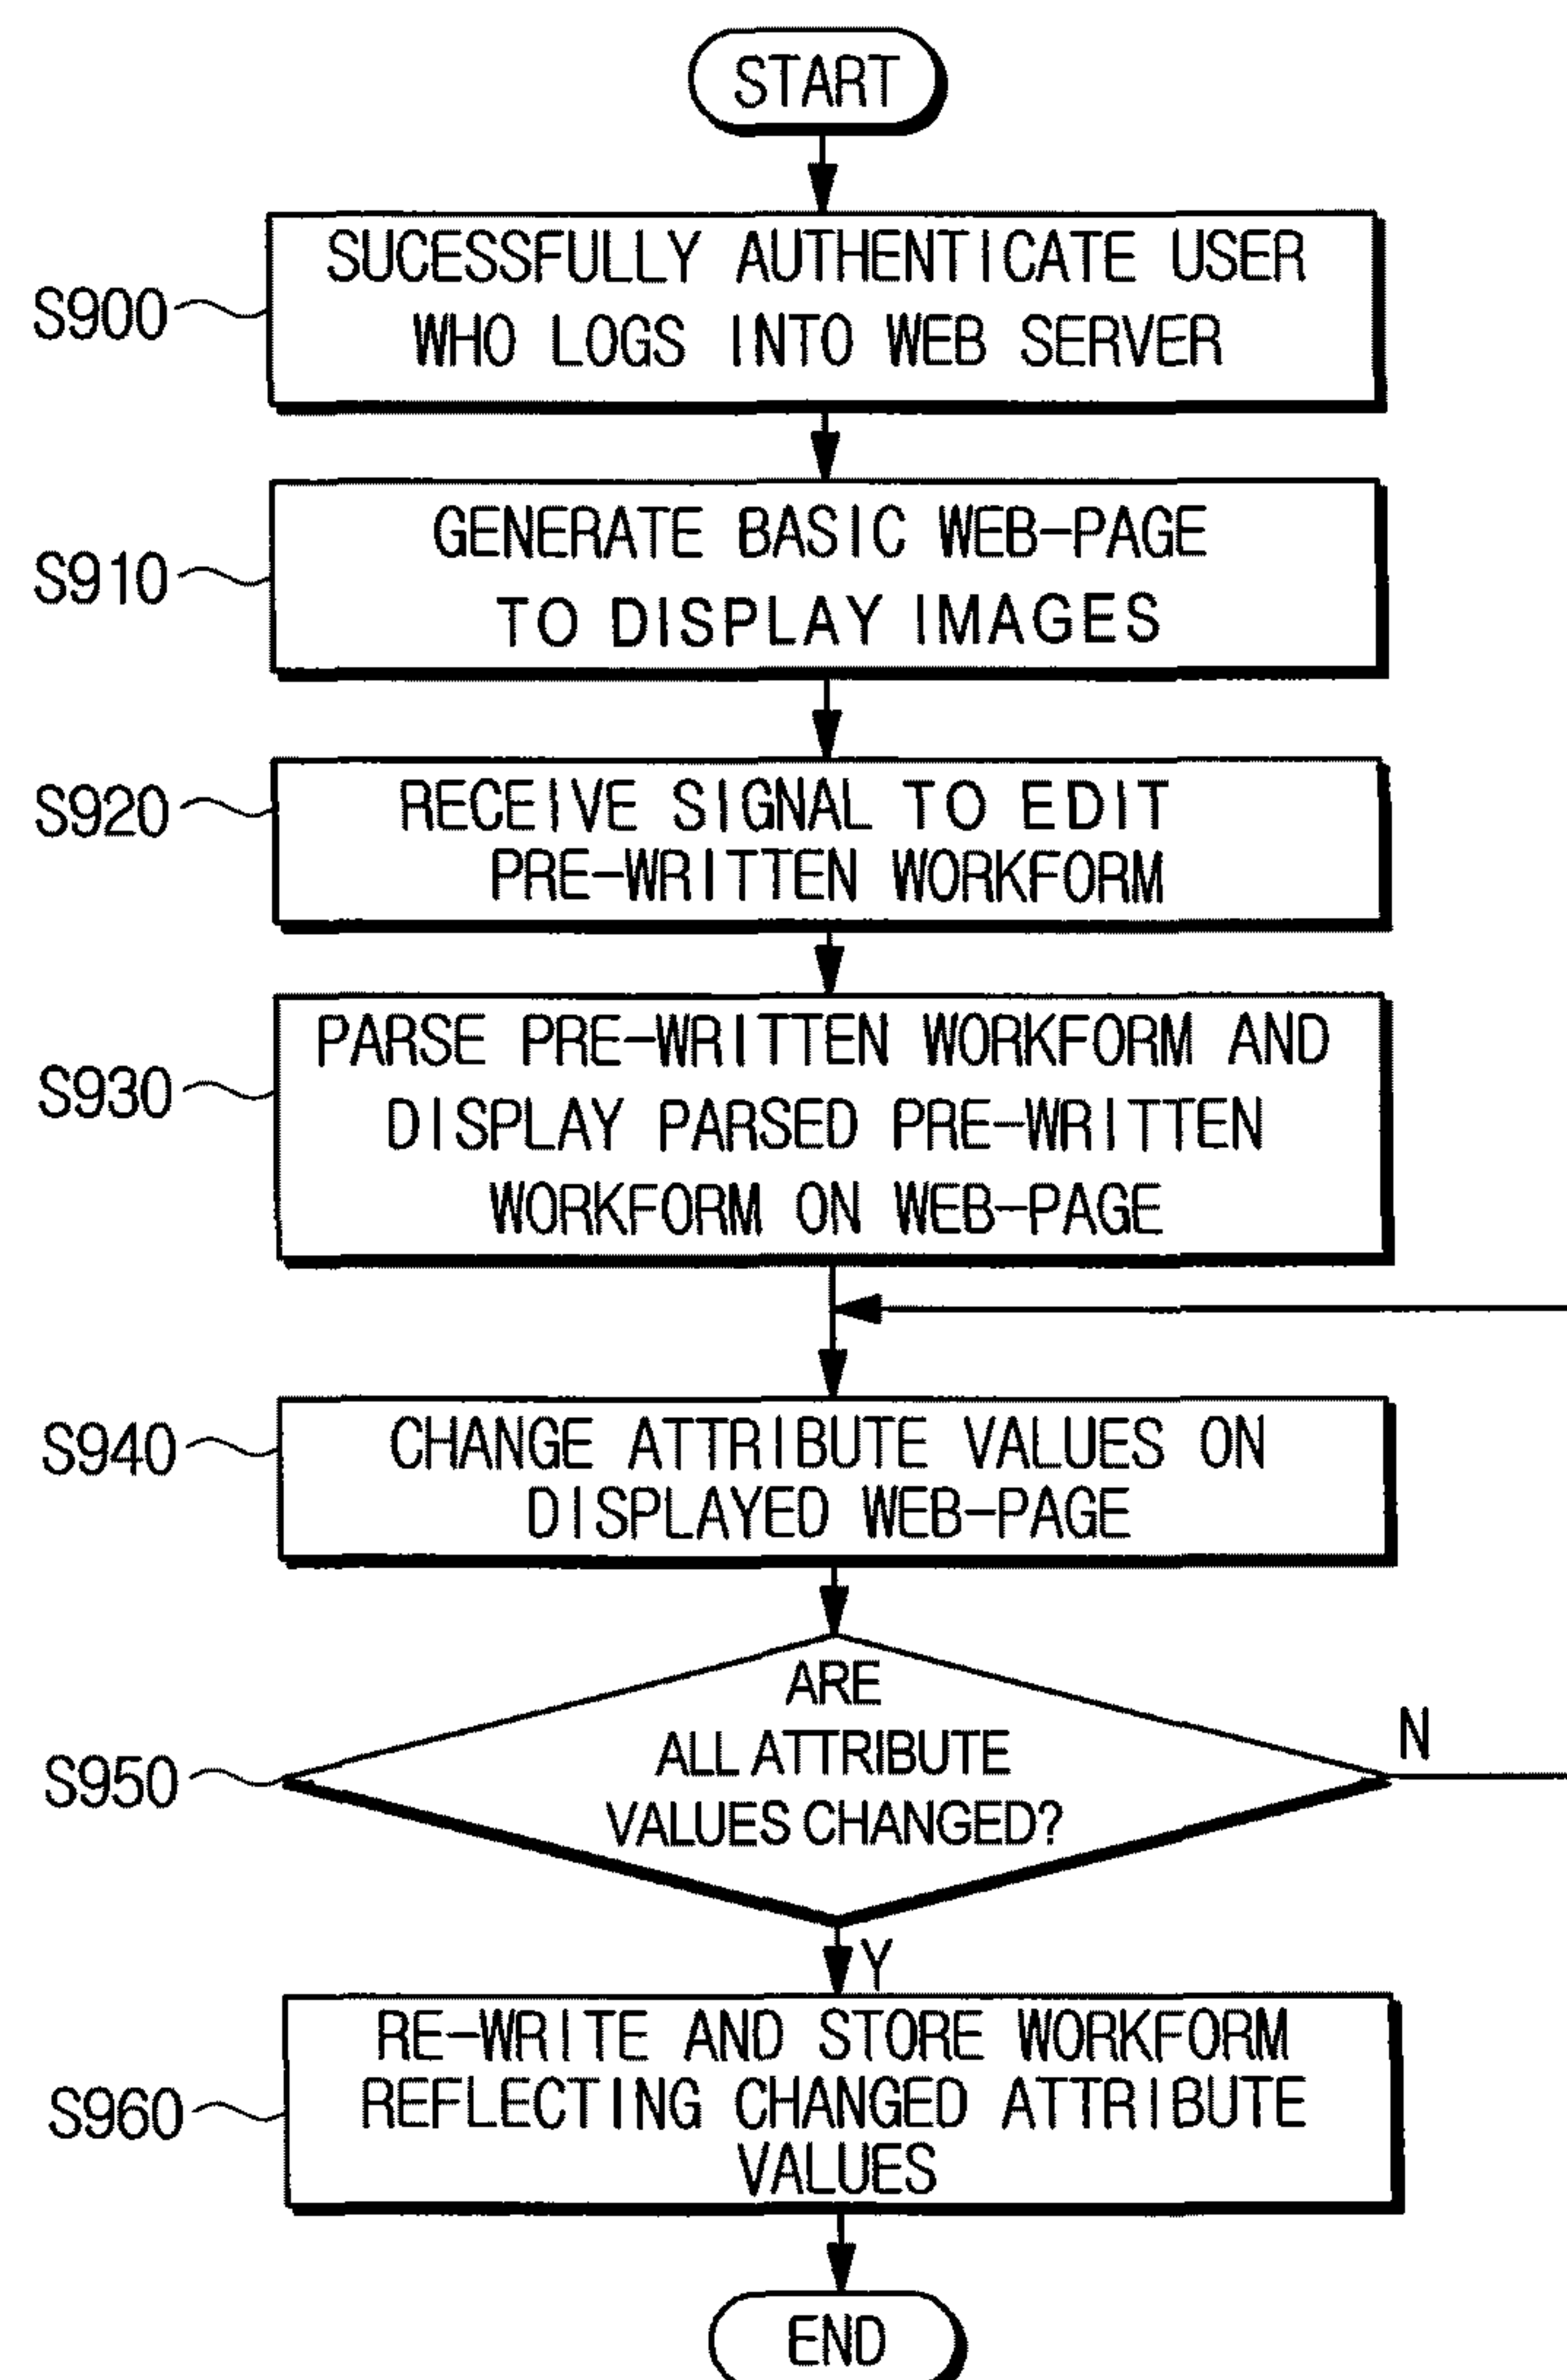 START
S900
SUCESSFULLY AUTHENTICATE USER
WHO LOGS INTO WEB SERVER
S910
GENERATE BASIC WEB-PAGE
TO DISPLAY IMAGES
S920
RECEIVE SIGNAL TO EDIT
PRE-WRITTEN WORKFORM
S930
PARSE PRE-WRITTEN WORKFORM AND
DISPLAY PARSED PRE-WRITTEN
WORKFORM ON WEB-PAGE
S940
CHANGE ATTRIBUTE VALUES ON
DISPLAYED WEB-PAGE
S950
ARE
ALL ATTRIBUTE
VALUES CHANGED?
N
Y
S960
RE-WRITE AND STORE WORKFORM
REFLECTING CHANGED ATTRIBUTE
VALUES
END